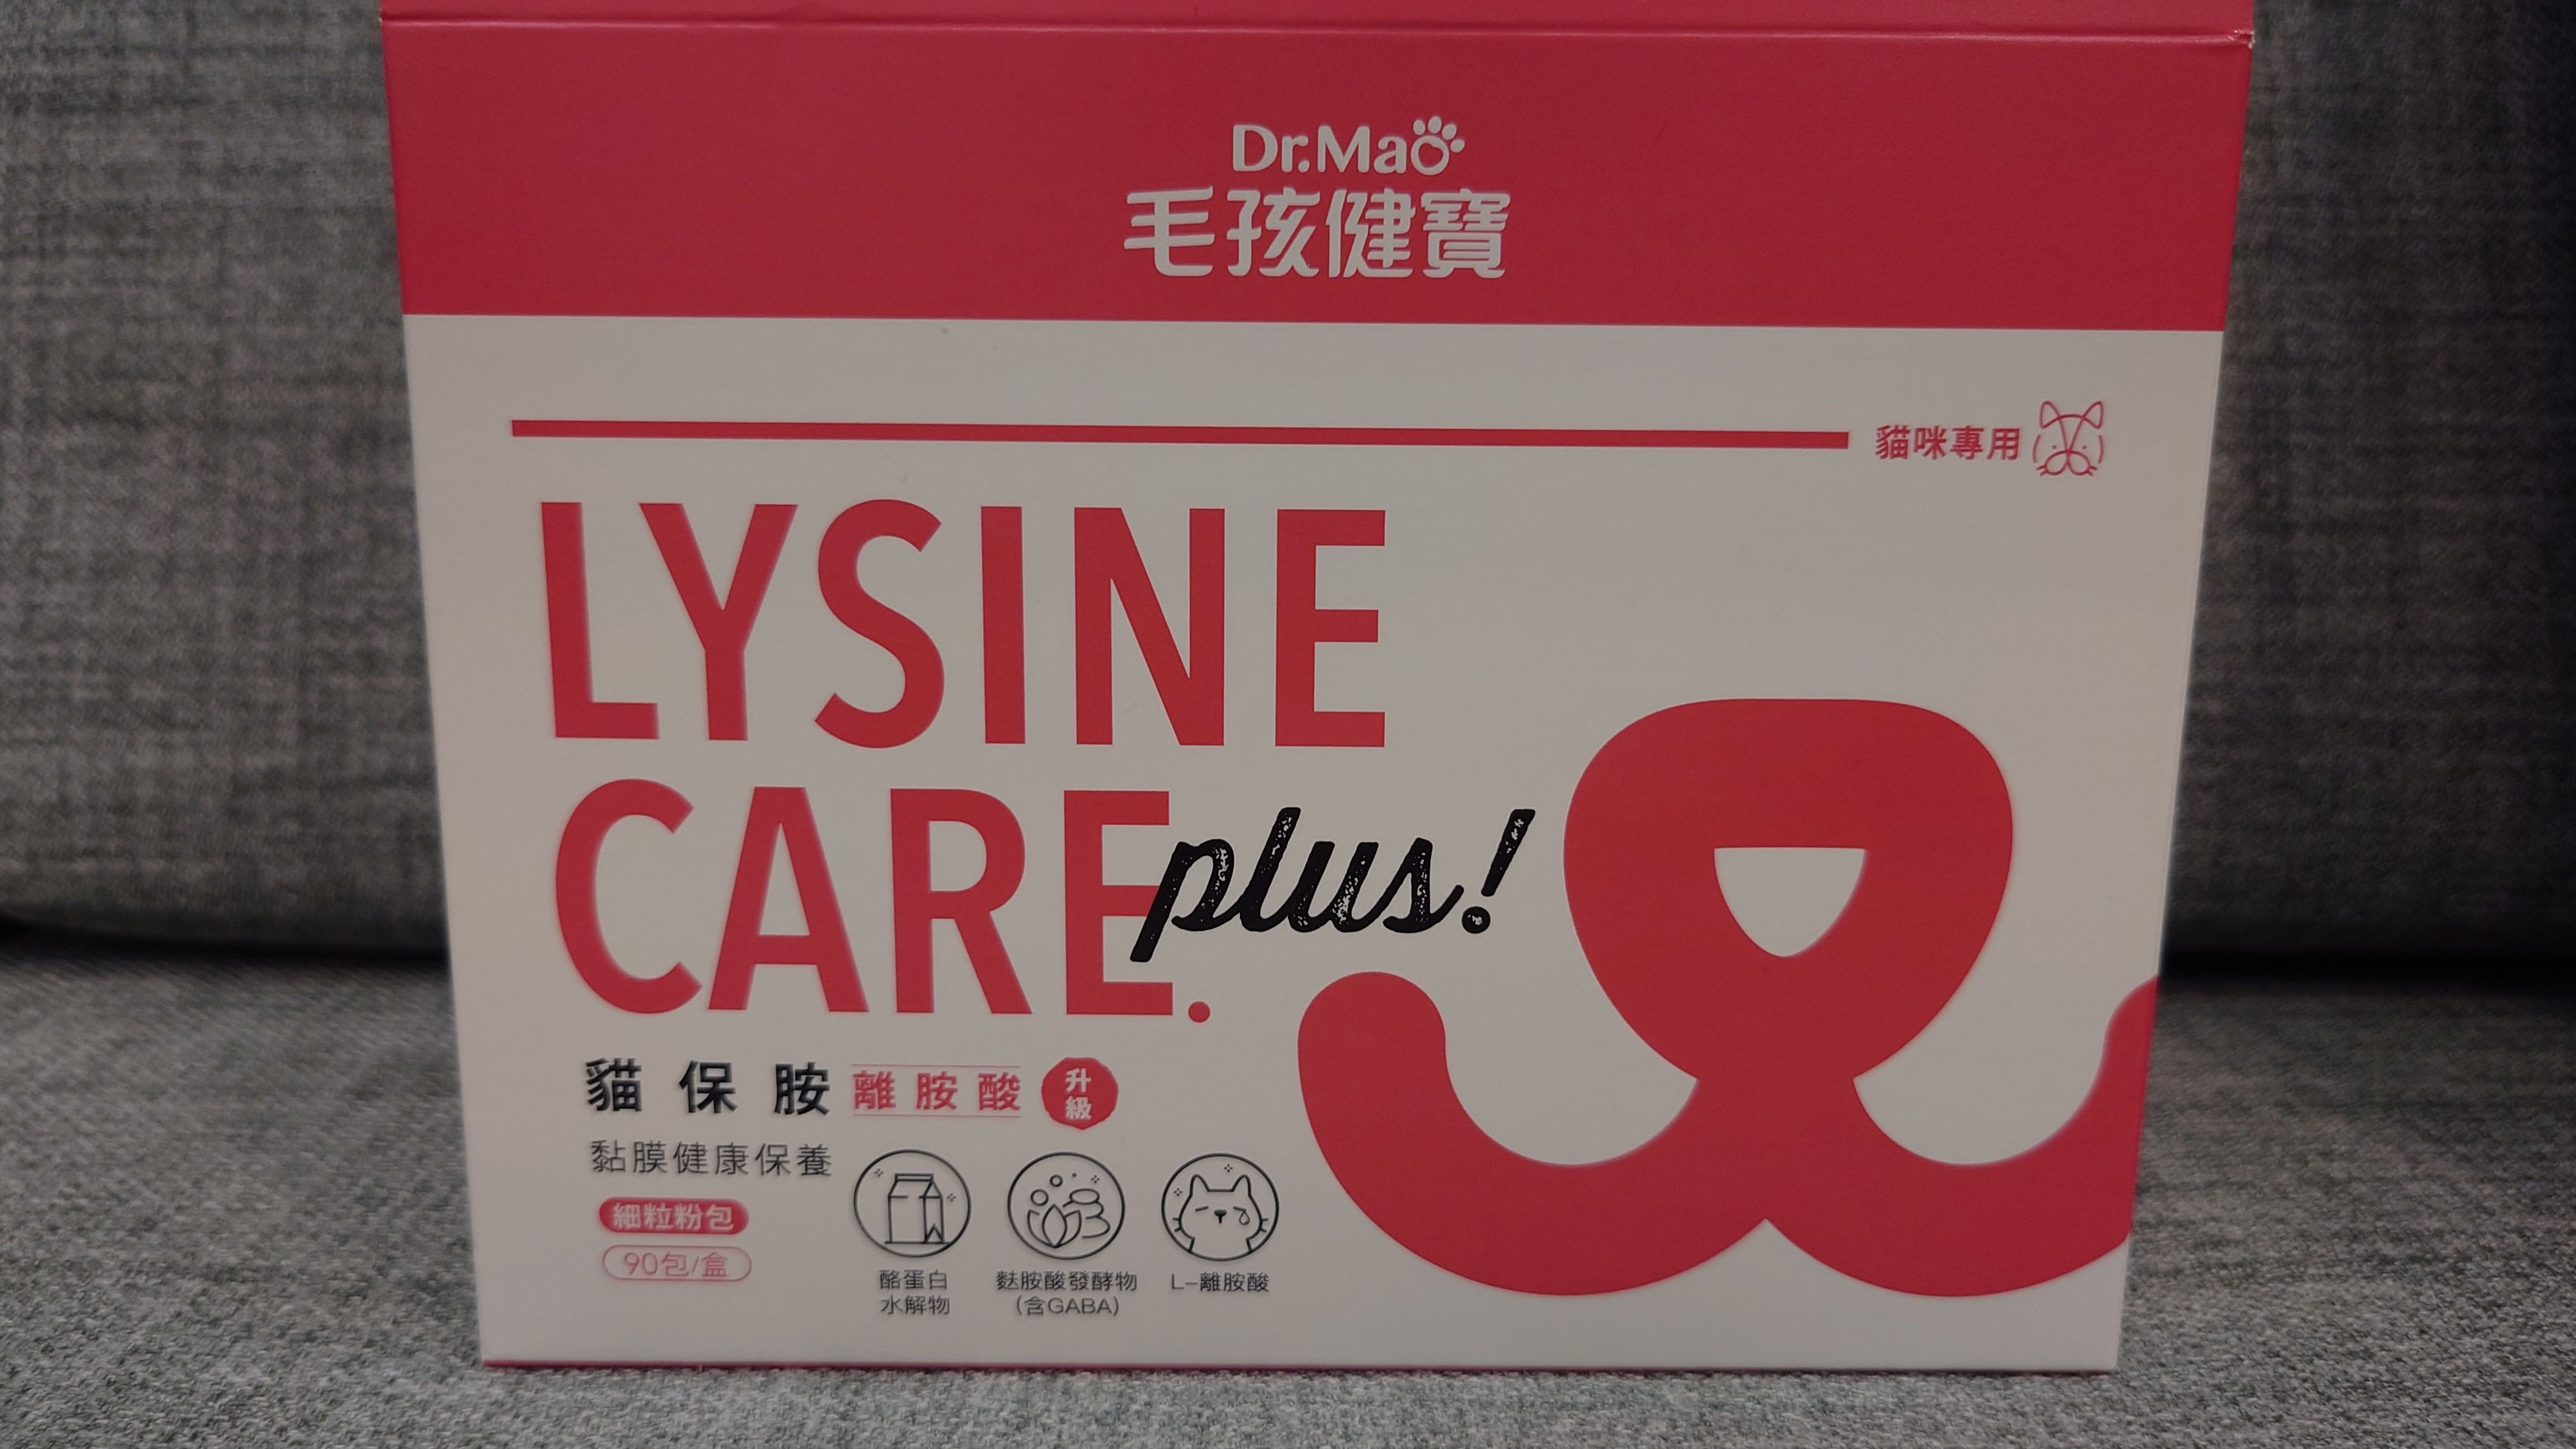 Dr.Mao
毛孩健寶
貓咪專用
LYSINE
CARE.
plus!
貓保胺 離胺酸 升級
黏膜健康保養
細粒粉包
90包/盒
酪蛋白
水解物
麩胺酸發酵物
(含GABA)
L-離胺酸